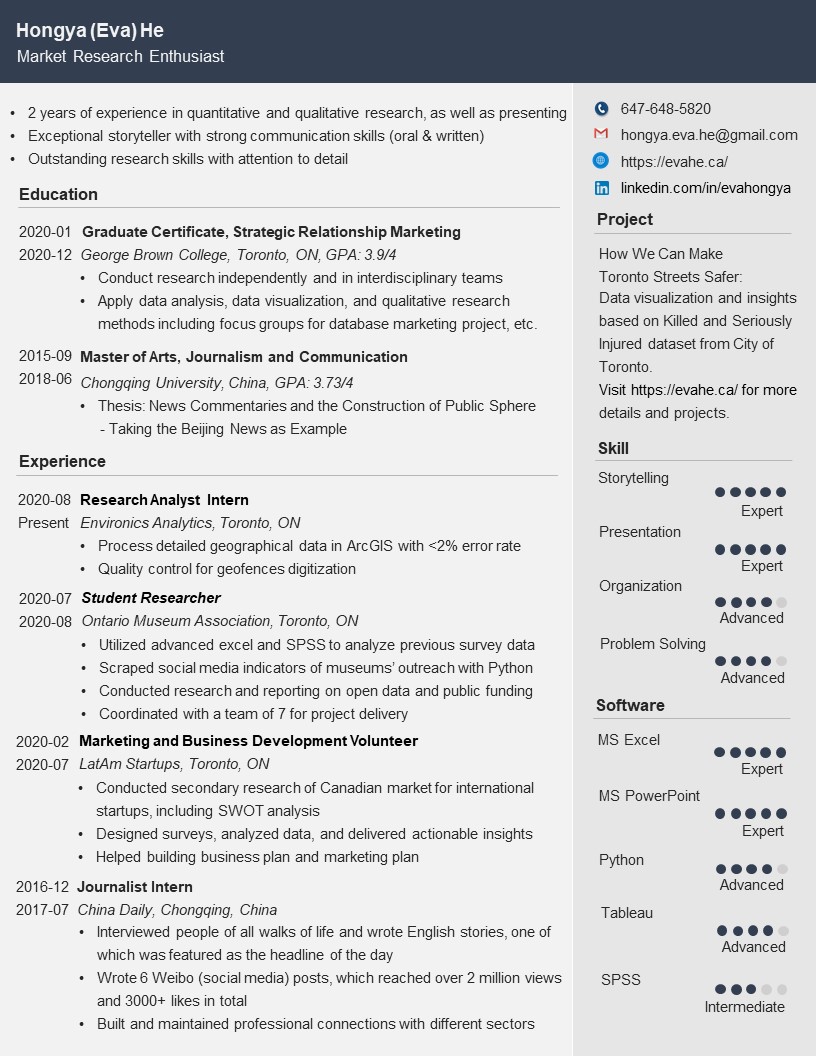 Hongya (Eva) He
Market Research Enthusiast
• 2 years of experience in quantitative and qualitative research, as well as presenting
• Exceptional storyteller with strong communication skills (oral & written)
• Outstanding research skills with attention to detail
Education
2020-01 Graduate Certificate, Strategic Relationship Marketing
2020-12 George Brown College, Toronto, ON, GPA: 3.9/4
• Conduct research independently and in interdisciplinary teams
• Apply data analysis, data visualization, and qualitative research
methods including focus groups for database marketing project, etc.
2015-09 Master of Arts, Journalism and Communication
2018-06 Chongqing University, China, GPA: 3.73/4
• Thesis: News Commentaries and the Construction of Public Sphere
- Taking the Beijing News as Example
Experience
2020-08 Research Analyst Intern
Present Environics Analytics, Toronto, ON
• Process detailed geographical data in ArcGIS with <2% error rate
• Quality control for geofences digitization
2020-07 Student Researcher
2020-08 Ontario Museum Association, Toronto, ON
• Utilized advanced excel and SPSS to analyze previous survey data
• Scraped social media indicators of museums’ outreach with Python
• Conducted research and reporting on open data and public funding
• Coordinated with a team of 7 for project delivery
2020-02 Marketing and Business Development Volunteer
2020-07 LatAm Startups, Toronto, ON
• Conducted secondary research of Canadian market for international
startups, including SWOT analysis
• Designed surveys, analyzed data, and delivered actionable insights
• Helped building business plan and marketing plan
2016-12 Journalist Intern
2017-07 China Daily, Chongqing, China
• Interviewed people of all walks of life and wrote English stories, one of
which was featured as the headline of the day
• Wrote 6 Weibo (social media) posts, which reached over 2 million views
and 3000+ likes in total
• Built and maintained professional connections with different sectors
647-648-5820
hongya.eva.he@gmail.com
https://evahe.ca/
linkedin.com/in/evahongya
Project
How We Can Make
Toronto Streets Safer:
Data visualization and insights
based on Killed and Seriously
Injured dataset from City of
Toronto.
Visit https://evahe.ca/ for more
details and projects.
Skill
Storytelling
Expert
Presentation
Expert
Organization
Advanced
Problem Solving
Advanced
Software
MS Excel
Expert
MS PowerPoint
Expert
Python
Advanced
Tableau
Advanced
SPSS
Intermediate